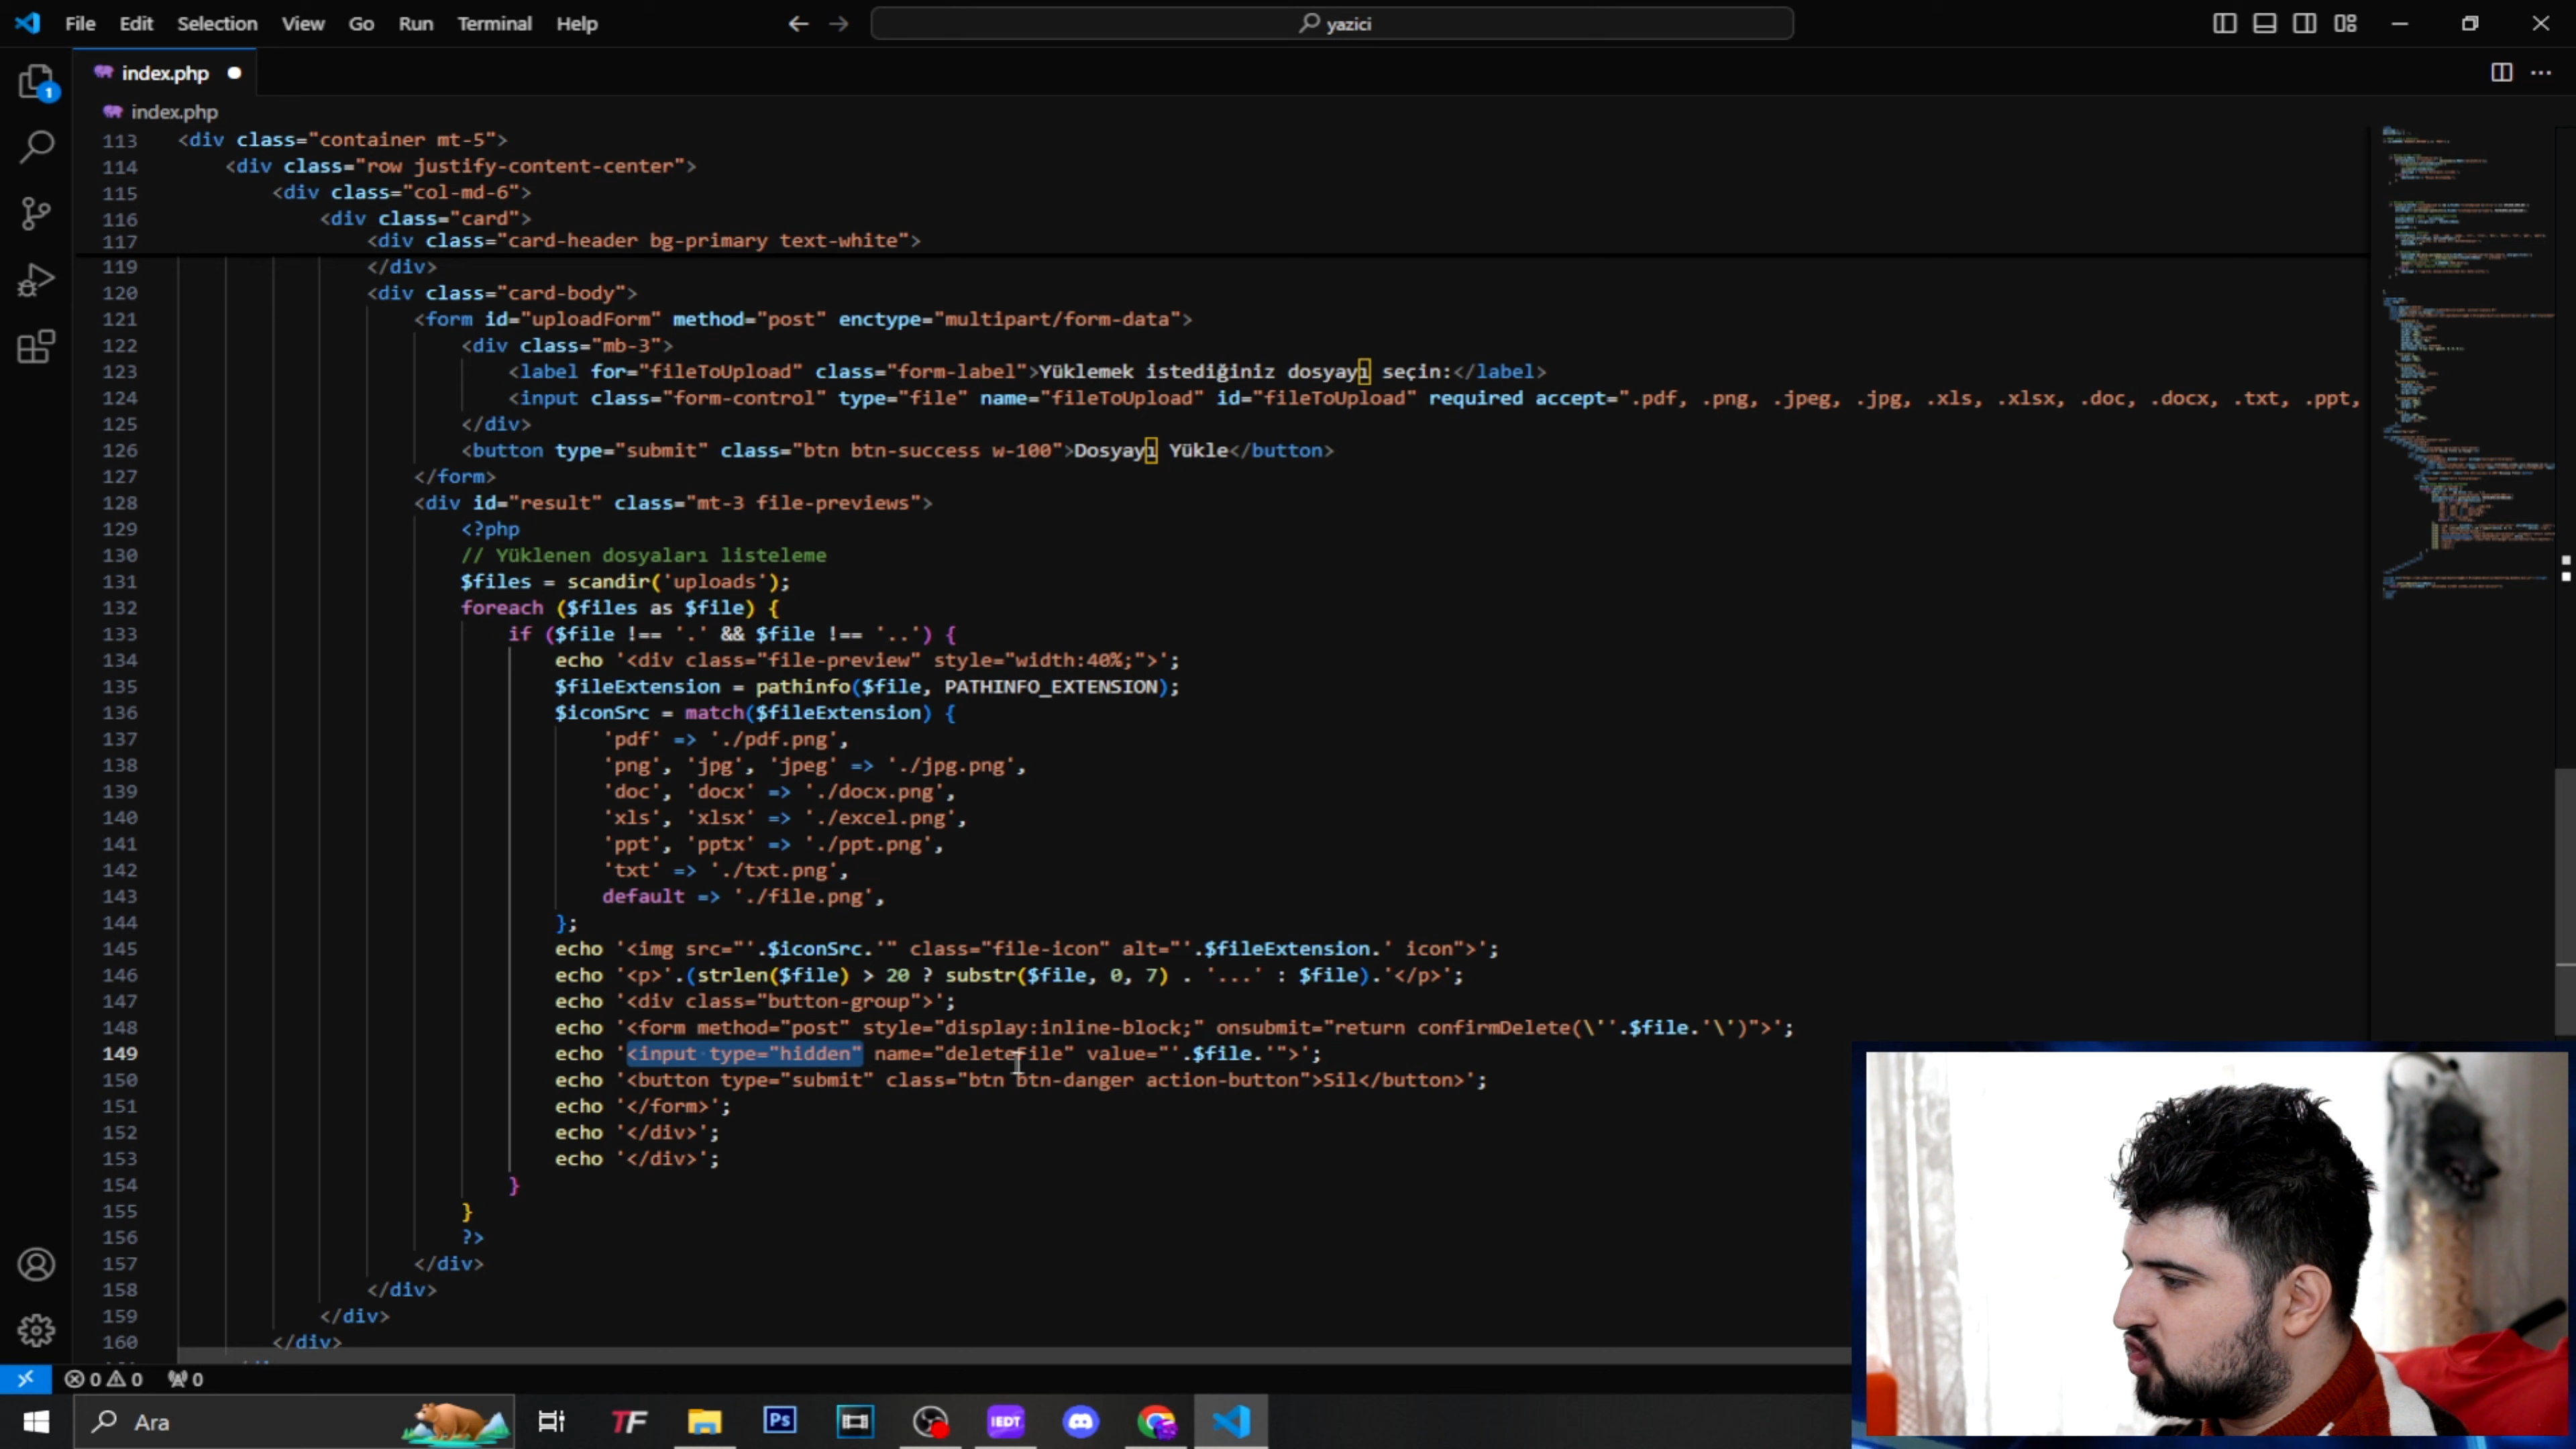 File Edit Selection View Go Run Terminal Help
yazici
index.php
1
index.php
113 <div class="container mt-5">
114 <div class="row justify-content-center">
115 <div class="col-md-6">
116 <div class="card">
117 <div class="card-header bg-primary text-white">
119 </div>
120 <div class="card-body">
121 <form id="uploadForm" method="post" enctype="multipart/form-data">
122 <div class="mb-3">
123 <label for="fileToUpload" class="form-label">Yüklemek istediğiniz dosyayı seçin:</label>
124 <input class="form-control" type="file" name="fileToUpload" id="fileToUpload" required accept=".pdf, .png, .jpeg, .jpg, .xls, .xlsx, .doc, .docx, .txt, .ppt,
125 </div>
126 <button type="submit" class="btn btn-success w-100">Dosyayı Yükle</button>
127 </form>
128 <div id="result" class="mt-3 file-previews">
129 <?php
130 // Yüklenen dosyaları listeleme
131 $files = scandir('uploads');
132 foreach ($files as $file) {
133 if ($file !== '.' && $file !== '..') {
134 echo '<div class="file-preview" style="width:40%;">';
135 $fileExtension = pathinfo($file, PATHINFO_EXTENSION);
136 $iconSrc = match($fileExtension) {
137 'pdf' => './pdf.png',
138 'png', 'jpg', 'jpeg' => './jpg.png',
139 'doc', 'docx' => './docx.png',
140 'xls', 'xlsx' => './excel.png',
141 'ppt', 'pptx' => './ppt.png',
142 'txt' => './txt.png',
143 default => './file.png',
144 };
145 echo '<img src="'.$iconSrc.'" class="file-icon" alt="'.$fileExtension.' icon">';
146 echo '<p>'.(strlen($file) > 20 ? substr($file, 0, 7) . '...' : $file).'</p>';
147 echo '<div class="button-group">';
148 echo '<form method="post" style="display:inline-block;" onsubmit="return confirmDelete(\''.$file.'\')">';
149 echo '<input type="hidden" name="deleteFile" value="'.$file.'">';
150 echo '<button type="submit" class="btn btn-danger action-button">Sil</button>';
151 echo '</form>';
152 echo '</div>';
153 echo '</div>';
154 }
155 }
156 ?>
157 </div>
158 </div>
159 </div>
160 </div>
0 0 0
Ara
TF
Ps
IEDT